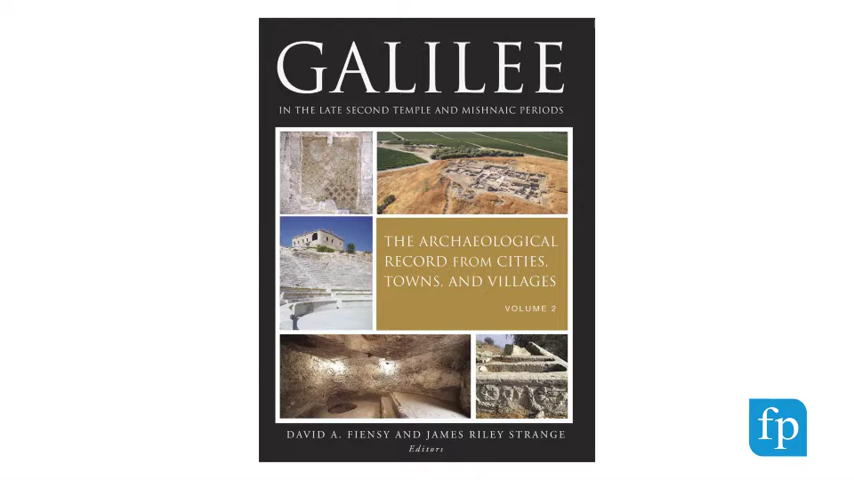 GALILEE
IN THE LATE SECOND TEMPLE AND MISHNAIC PERIODS
THE ARCHAEOLOGICAL
RECORD FROM CITIES,
TOWNS, AND VILLAGES
VOLUME 2
DAVID A. FIENSY AND JAMES RILEY STRANGE
Editors
fp